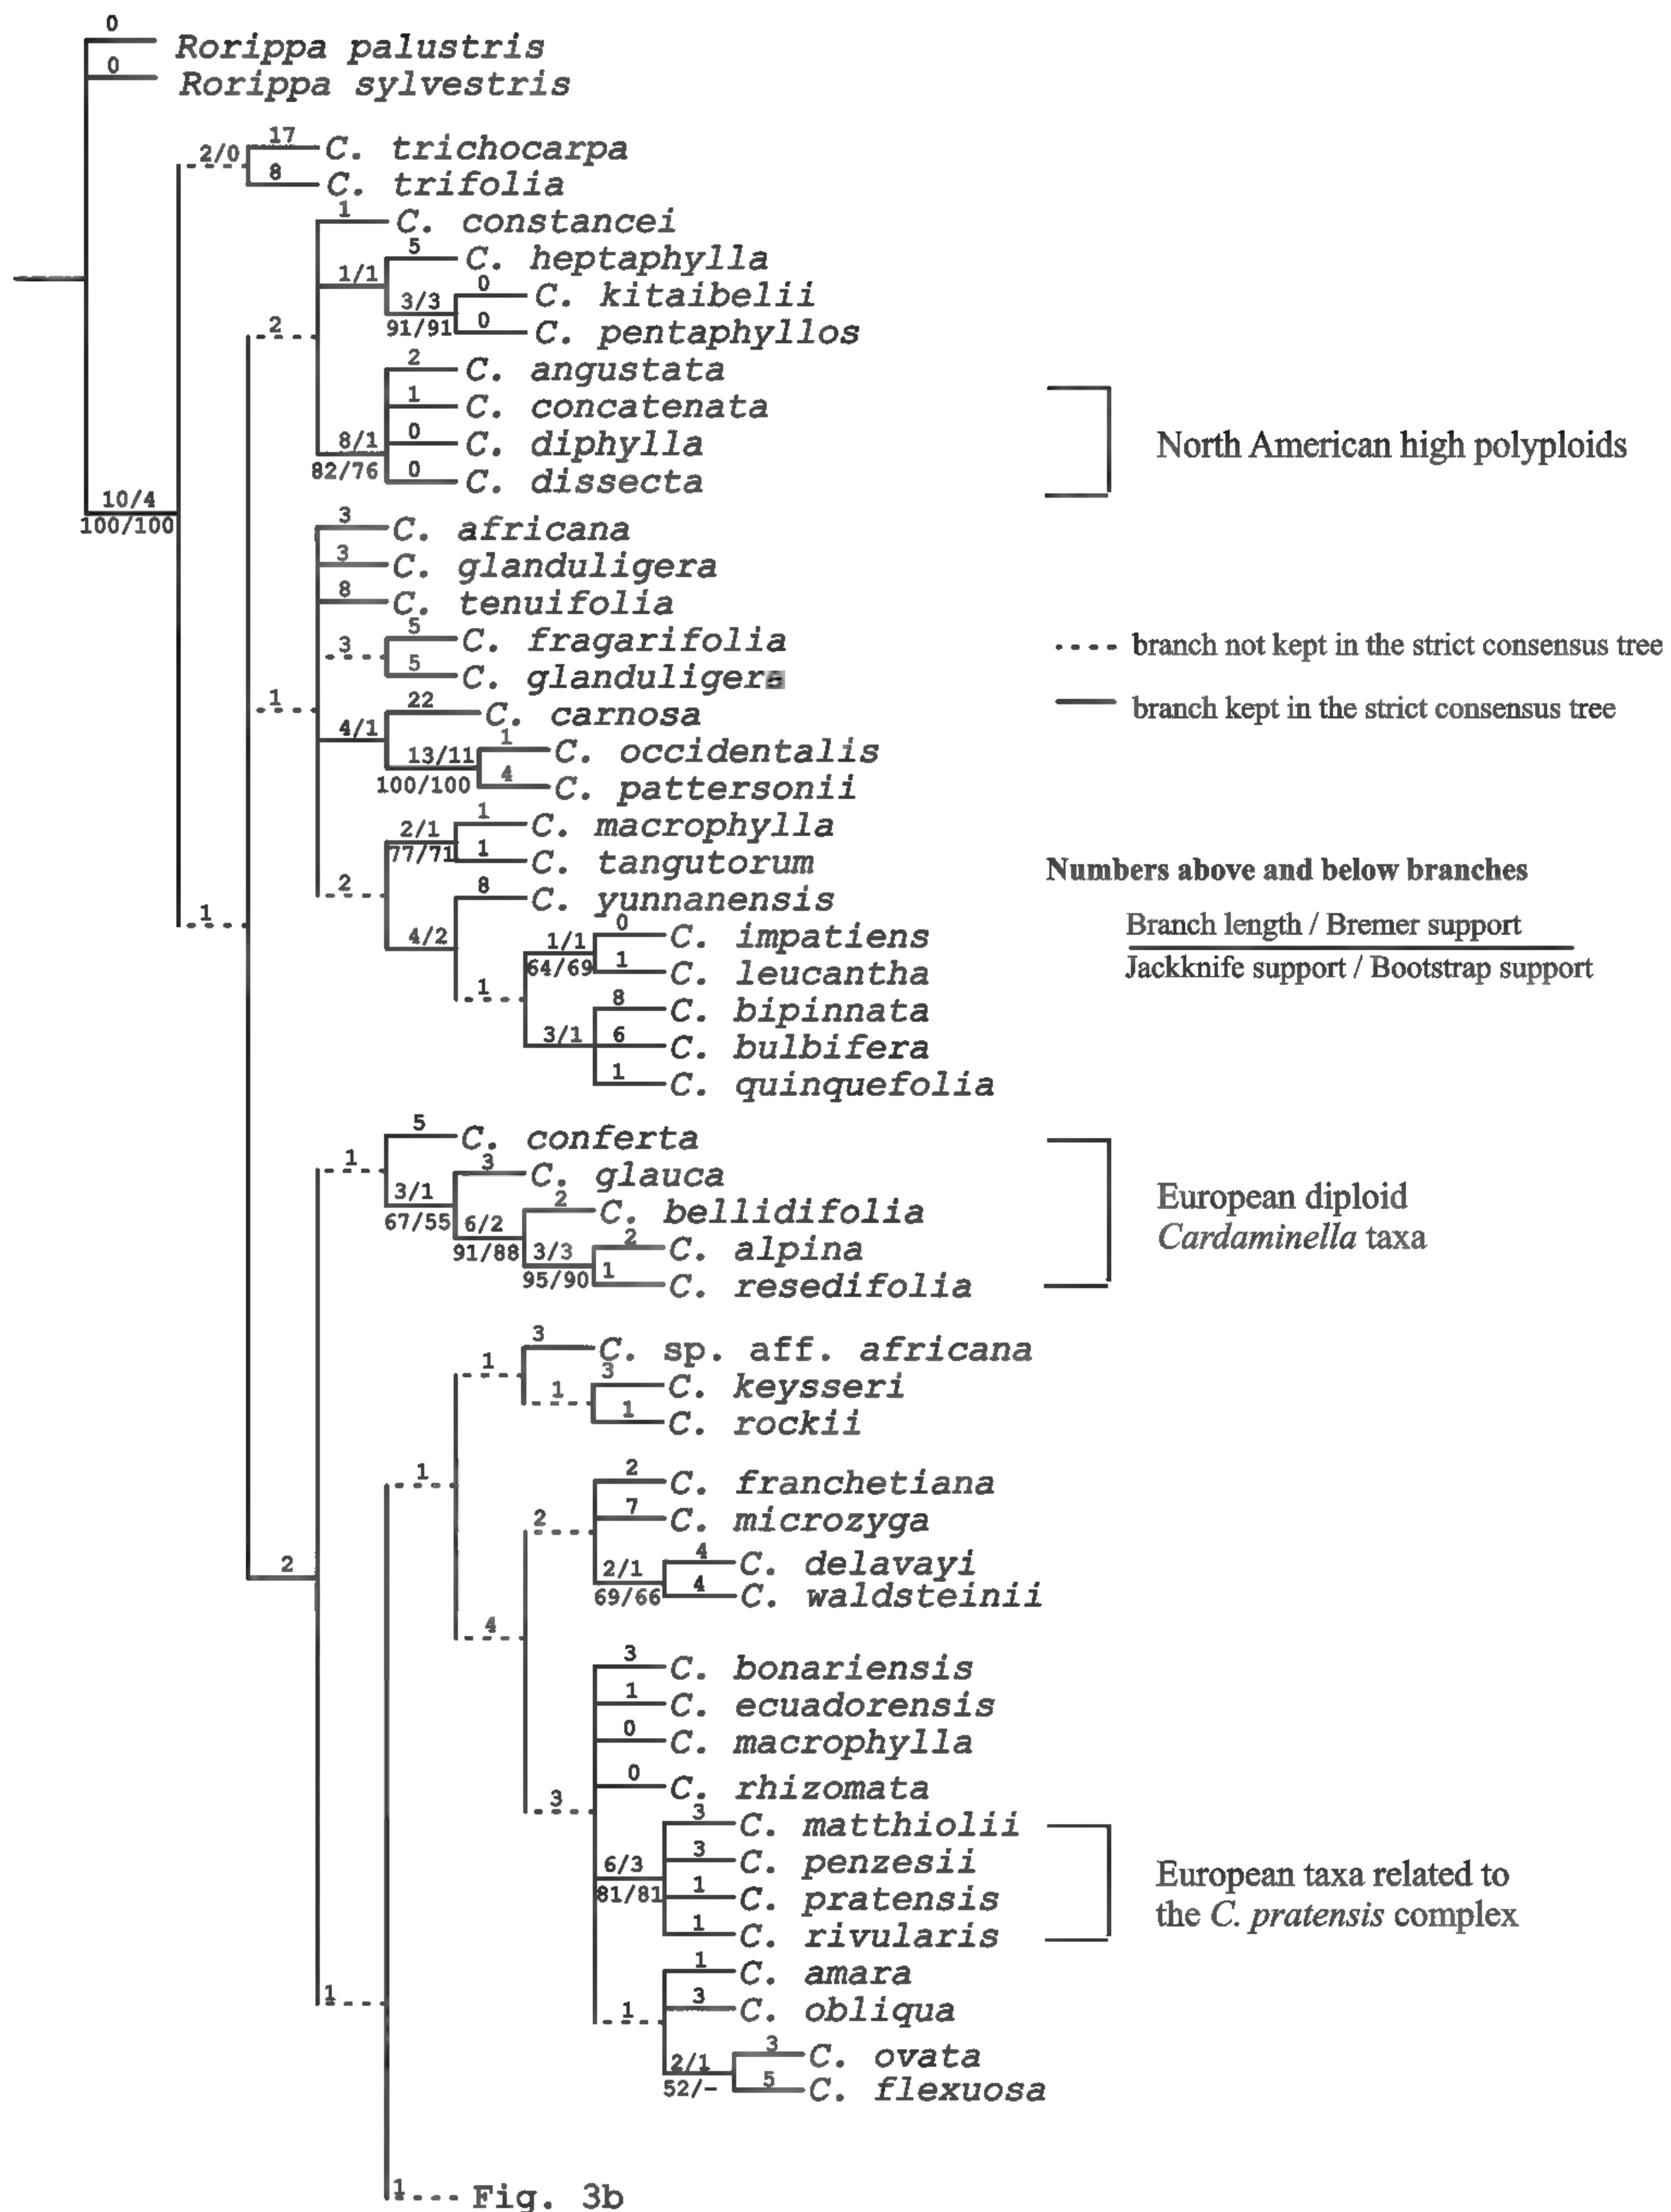 0
Rorippa palustris
0
Rorippa sylvestris
17
2/0
C. trichocarpa
8
C. trifolia
1
C. constancei
5
C. heptaphylla
1/1
0
C. kitaibelii
3/3
91/91
0
C. pentaphyllos
2
2
C. angustata
1
C. concatenata
0
C. diphylla
8/1
82/76
0
C. dissecta
North American high polyploids
10/4
100/100
3
C. africana
3
C. glanduligera
8
C. tenuifolia
5
C. fragarifolia
3
5
C. glanduligera
1
22
C. carnosa
4/1
1
C. occidentalis
13/11
100/100
4
C. pattersonii
1
C. macrophylla
2/1
77/71
1
C. tangutorum
2
8
C. yunnanensis
1
4/2
0
C. impatiens
1/1
64/69
1
C. leucantha
1
8
C. bipinnata
3/1
6
C. bulbifera
1
C. quinquefolia
branch not kept in the strict consensus tree
branch kept in the strict consensus tree
Numbers above and below branches
Branch length / Bremer support
Jackknife support / Bootstrap support
5
C. conferta
1
3
C. glauca
3/1
67/55
2
C. bellidifolia
6/2
91/88
2
C. alpina
3/3
95/90
1
C. resedifolia
European diploid
Cardaminella taxa
3
C. sp. aff. africana
1
3
C. keysseri
1
1
C. rockii
1
2
C. franchetiana
2
7
C. microzyga
4
C. delavayi
2/1
69/66
4
C. waldsteinii
2
4
3
C. bonariensis
1
C. ecuadorensis
0
C. macrophylla
0
C. rhizomata
3
3
C. matthiolii
3
C. penzesii
6/3
81/81
1
C. pratensis
1
C. rivularis
European taxa related to
the C. pratensis complex
1
C. amara
1
3
C. obliqua
1
3
C. ovata
2/1
52/-
5
C. flexuosa
1
Fig. 3b